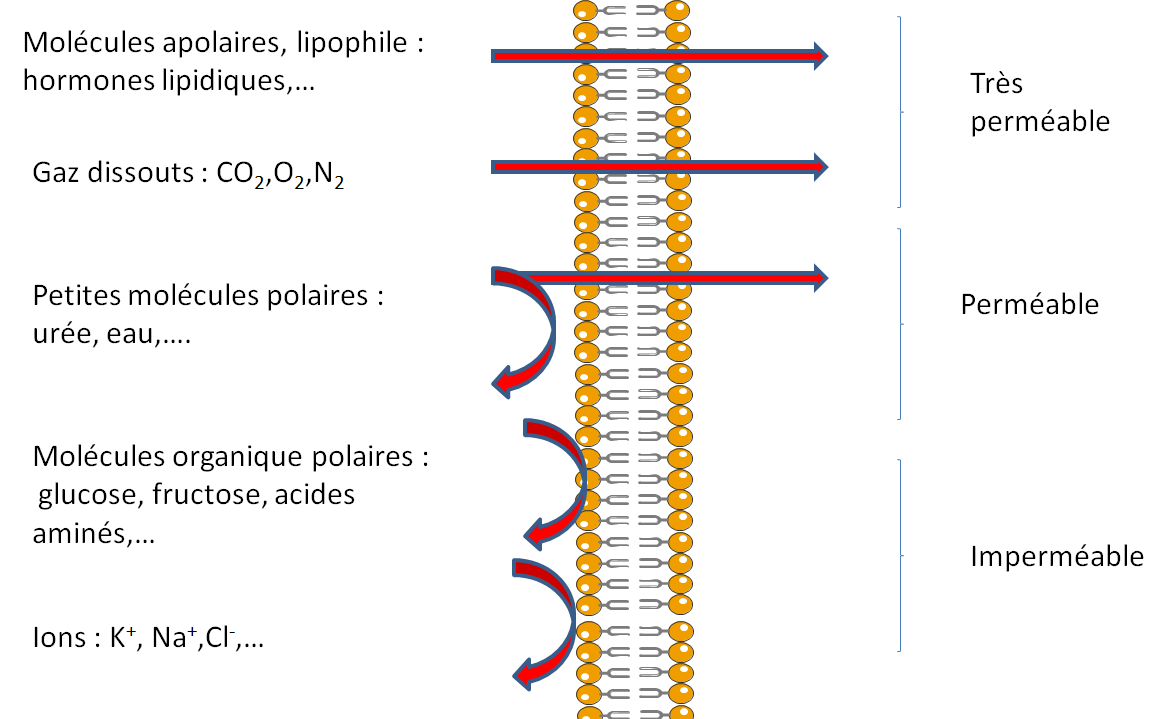 Molécules apolaires, lipophile :
hormones lipidiques,...
Très
perméable
Gaz dissouts : CO₂,O₂,N₂
Petites molécules polaires :
urée, eau,....
Perméable
Molécules organique polaires :
glucose, fructose, acides
aminés,...
Imperméable
Ions : K⁺, Na⁺,Cl⁻,...